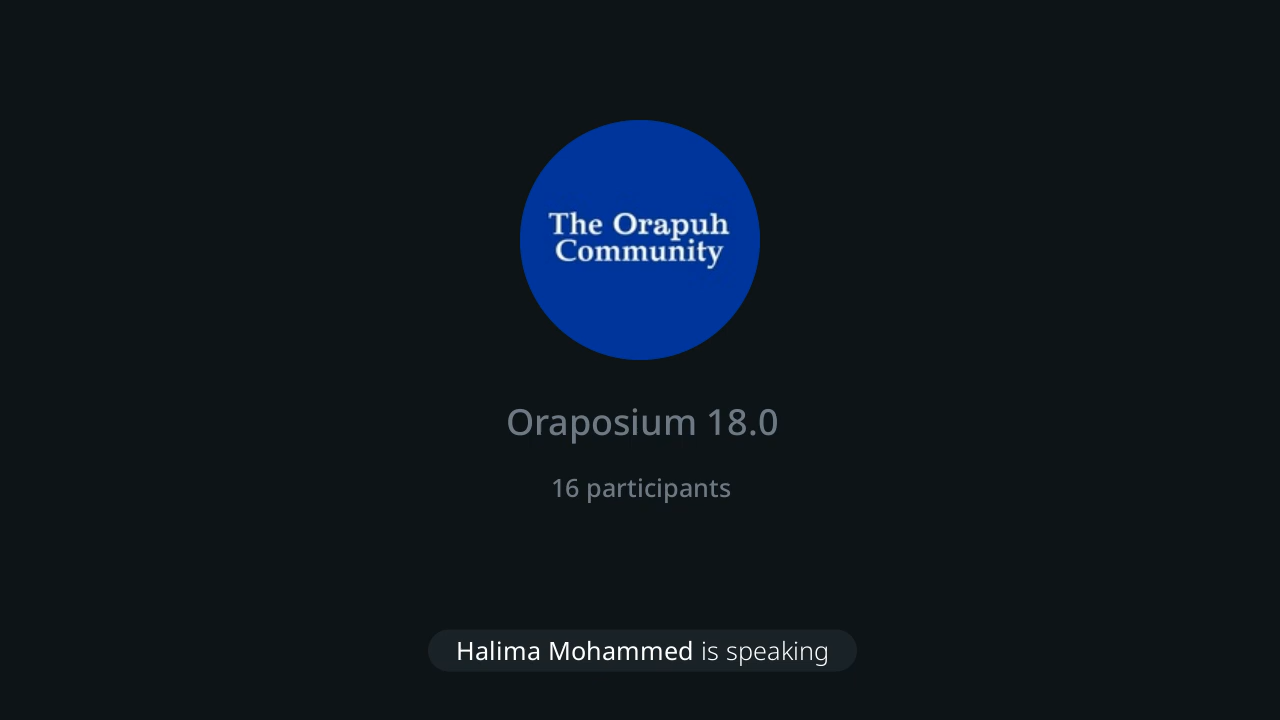 The Orapuh
Community
Oraposium 18.0
16 participants
Halima Mohammed is speaking